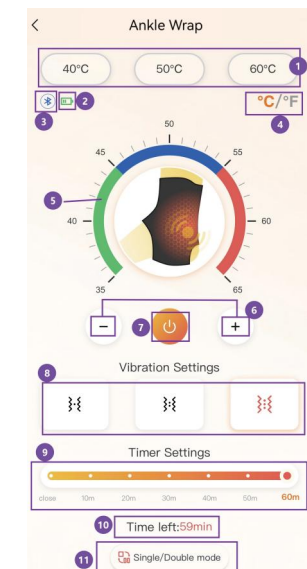 Ankle Wrap
40°C 50°C 60°C 1
2
3 °C/°F 4
50
45 55
5
40 60
35 65
6
− 7 +
Vibration Settings
8
Timer Settings
9
close 10m 20m 30m 40m 50m 60m
10 Time left:59min
11 Single/Double mode